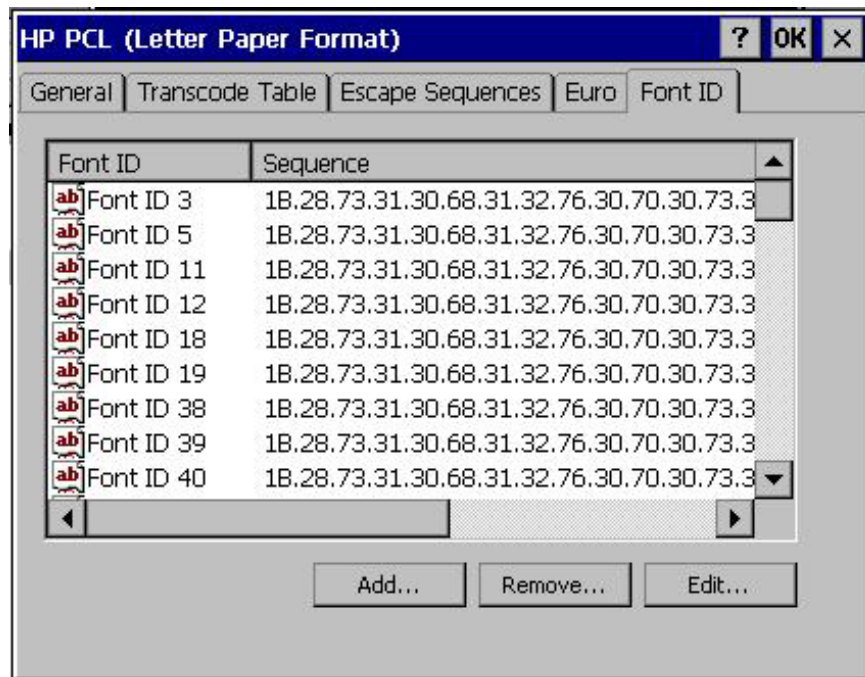 HP PCL (Letter Paper Format) ? OK ×
General Transcode Table Escape Sequences Euro Font ID
Font ID Sequence
ab Font ID 3 1B.28.73.31.30.68.31.32.76.30.70.30.73.3
ab Font ID 5 1B.28.73.31.30.68.31.32.76.30.70.30.73.3
ab Font ID 11 1B.28.73.31.30.68.31.32.76.30.70.30.73.3
ab Font ID 12 1B.28.73.31.30.68.31.32.76.30.70.30.73.3
ab Font ID 18 1B.28.73.31.30.68.31.32.76.30.70.30.73.3
ab Font ID 19 1B.28.73.31.30.68.31.32.76.30.70.30.73.3
ab Font ID 38 1B.28.73.31.30.68.31.32.76.30.70.30.73.3
ab Font ID 39 1B.28.73.31.30.68.31.32.76.30.70.30.73.3
ab Font ID 40 1B.28.73.31.30.68.31.32.76.30.70.30.73.3
Add... Remove... Edit...